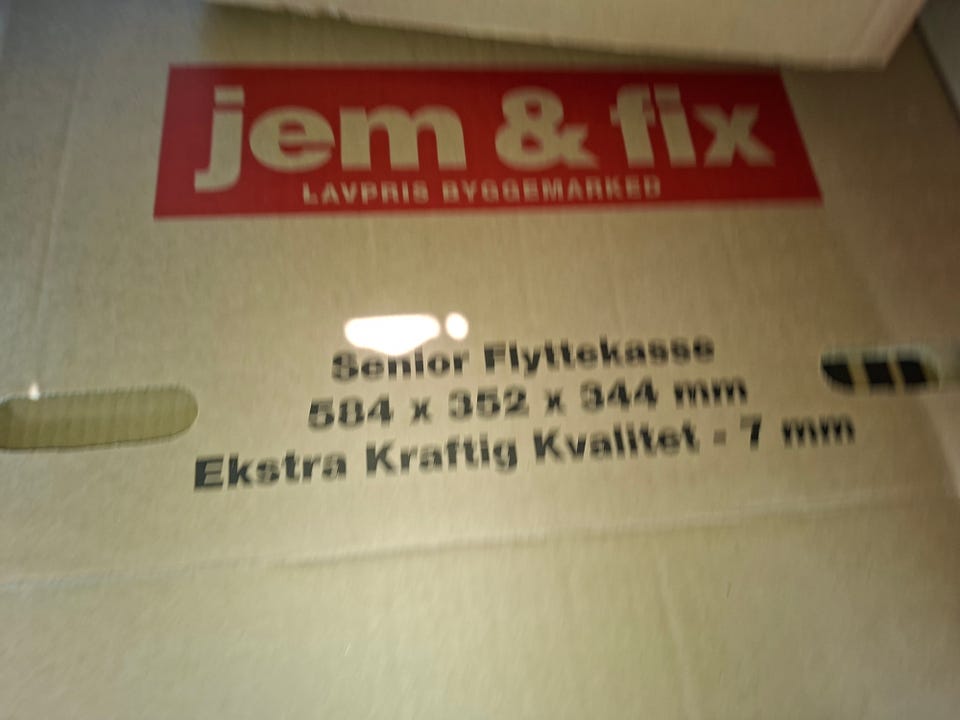 jem & fix
LAVPRIS BYGGEMARKED
Senior Flyttekasse
584 x 352 x 344 mm
Ekstra Kraftig Kvalitet - 7 mm